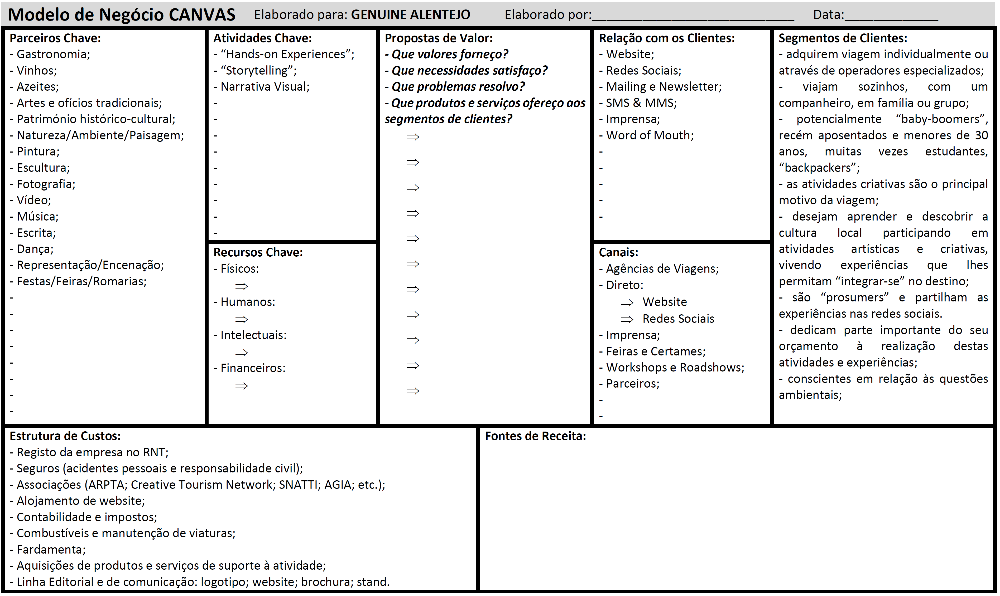 Modelo de Negócio CANVAS Elaborado para: GENUINE ALENTEJO Elaborado por:____________________________ Data:_____________
Parceiros Chave:
- Gastronomia;
- Vinhos;
- Azeites;
- Artes e ofícios tradicionais;
- Património histórico-cultural;
- Natureza/Ambiente/Paisagem;
- Pintura;
- Escultura;
- Fotografia;
- Vídeo;
- Música;
- Escrita;
- Dança;
- Representação/Encenação;
- Festas/Feiras/Romarias;
-
-
-
-
-
-
-
-
Atividades Chave:
- “Hands-on Experiences”;
- “Storytelling”;
- Narrativa Visual;
-
-
-
-
-
-
-
-
-
Recursos Chave:
- Físicos:
⇒
- Humanos:
⇒
- Intelectuais:
⇒
- Financeiros:
⇒
Propostas de Valor:
- Que valores forneço?
- Que necessidades satisfaço?
- Que problemas resolvo?
- Que produtos e serviços ofereço aos
segmentos de clientes?
⇒
⇒
⇒
⇒
⇒
⇒
⇒
⇒
⇒
⇒
⇒
Relação com os Clientes:
- Website;
- Redes Sociais;
- Mailing e Newsletter;
- SMS & MMS;
- Imprensa;
- Word of Mouth;
-
-
-
-
-
Canais:
- Agências de Viagens;
- Direto:
⇒ Website
⇒ Redes Sociais
- Imprensa;
- Feiras e Certames;
- Workshops e Roadshows;
- Parceiros;
-
-
Segmentos de Clientes:
- adquirem viagem individualmente ou
através de operadores especializados;
- viajam sozinhos, com um
companheiro, em família ou grupo;
- potencialmente “baby-boomers”,
recém aposentados e menores de 30
anos, muitas vezes estudantes,
“backpackers”;
- as atividades criativas são o principal
motivo da viagem;
- desejam aprender e descobrir a
cultura local participando em
atividades artísticas e criativas,
vivendo experiências que lhes
permitam “integrar-se” no destino;
- são “prosumers” e partilham as
experiências nas redes sociais.
- dedicam parte importante do seu
orçamento à realização destas
atividades e experiências;
- conscientes em relação às questões
ambientais;
Estrutura de Custos:
- Registo da empresa no RNT;
- Seguros (acidentes pessoais e responsabilidade civil);
- Associações (ARPTA; Creative Tourism Network; SNATTI; AGIA; etc.);
- Alojamento de website;
- Contabilidade e impostos;
- Combustíveis e manutenção de viaturas;
- Fardamenta;
- Aquisições de produtos e serviços de suporte à atividade;
- Linha Editorial e de comunicação: logotipo; website; brochura; stand.
Fontes de Receita: